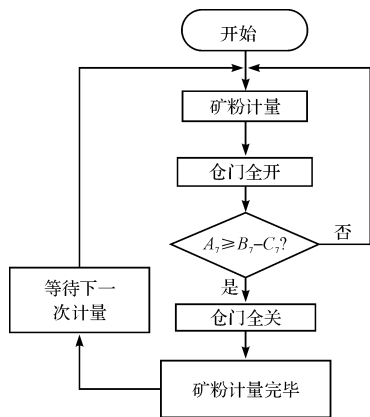 开始
矿粉计量
仓门全开
A₇≥B₇-C₇?
否
是
等待下一
次计量
仓门全关
矿粉计量完毕